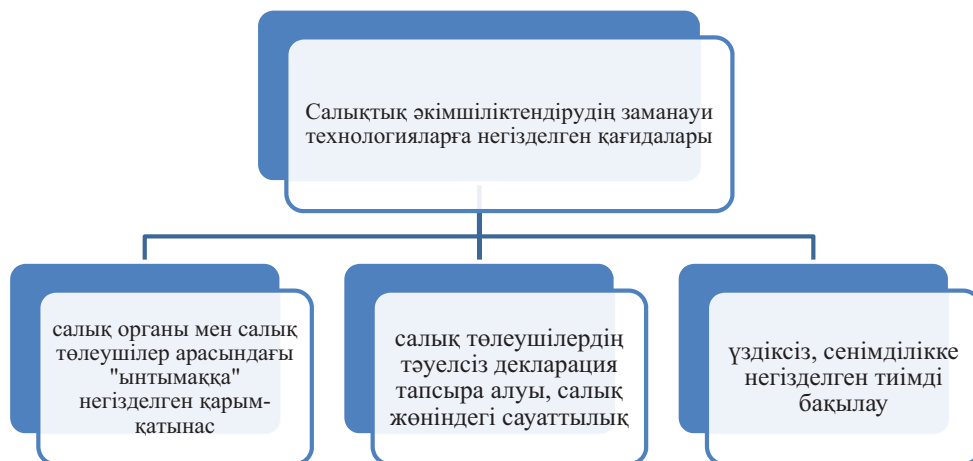 Салықтық әкімшіліктендірудің заманауи
технологияларға негізделген қағидалары
салық органы мен салық
төлеушілер арасындағы
"ынтымаққа"
негізделген қарым-
қатынас
салық төлеушілердің
тәуелсіз декларация
тапсыра алуы, салық
жөніндегі сауаттылық
үздіксіз, сенімділікке
негізделген тиімді
бақылау